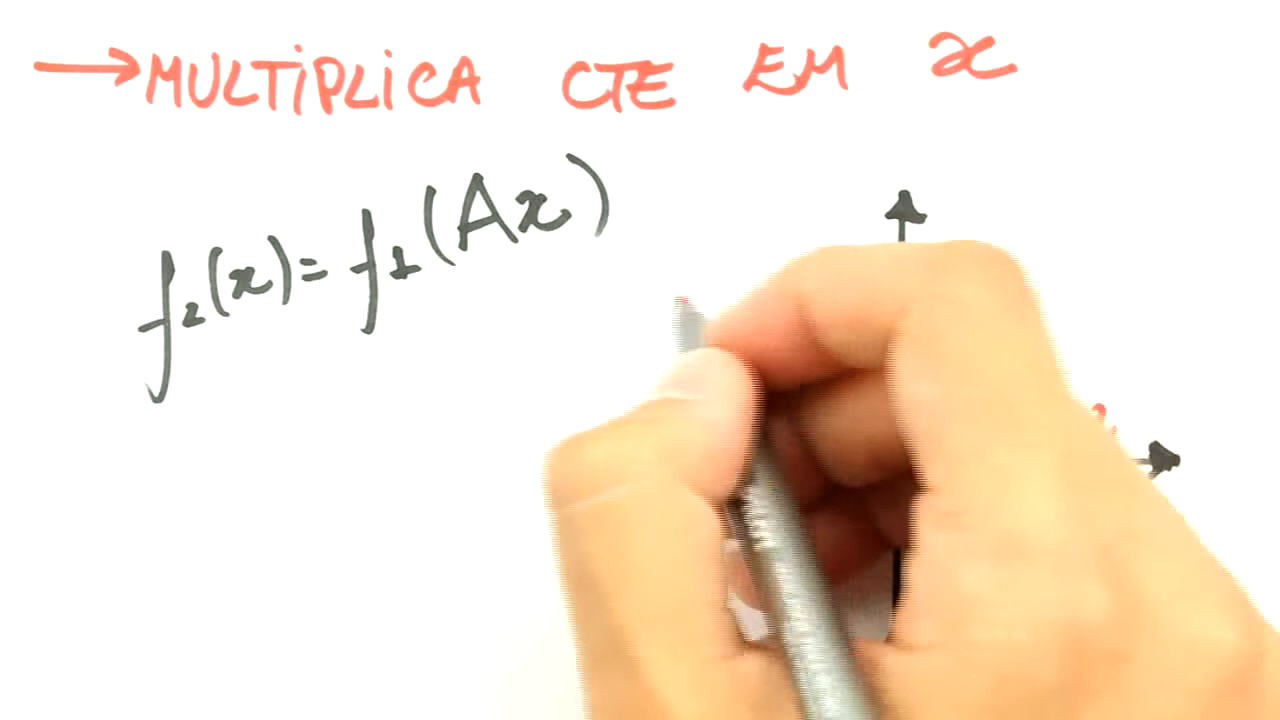 → MULTIPLICA CTE EM x
f₂(x) = f₁(Ax)